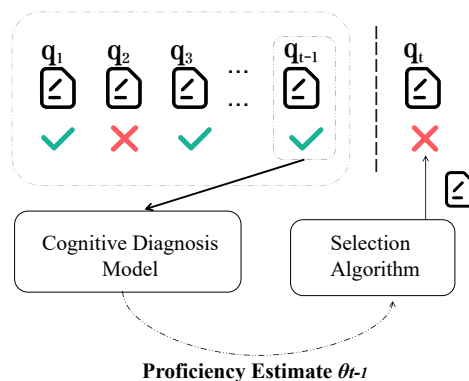 q1 q2 q3 ... qt-1 qt
...
Cognitive Diagnosis
Model
Selection
Algorithm
Proficiency Estimate θt-1